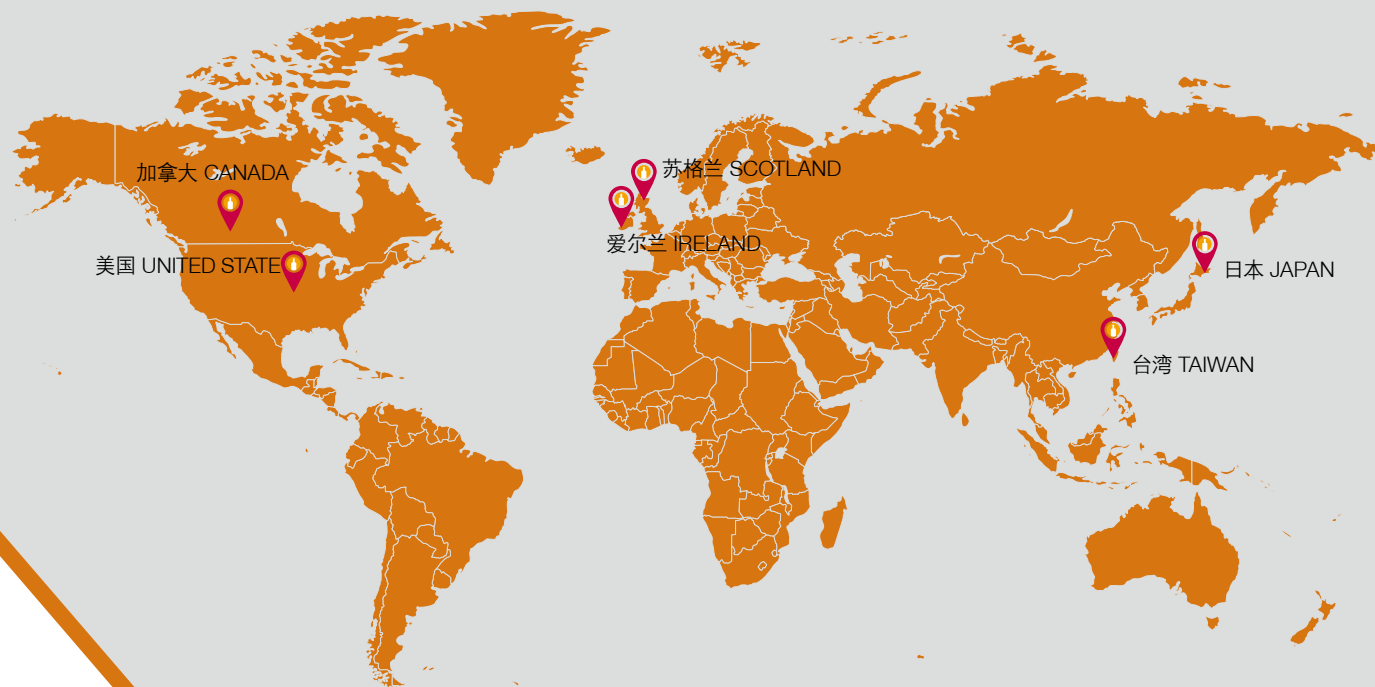 加拿大 CANADA
苏格兰 SCOTLAND
爱尔兰 IRELAND
美国 UNITED STATE
日本 JAPAN
台湾 TAIWAN